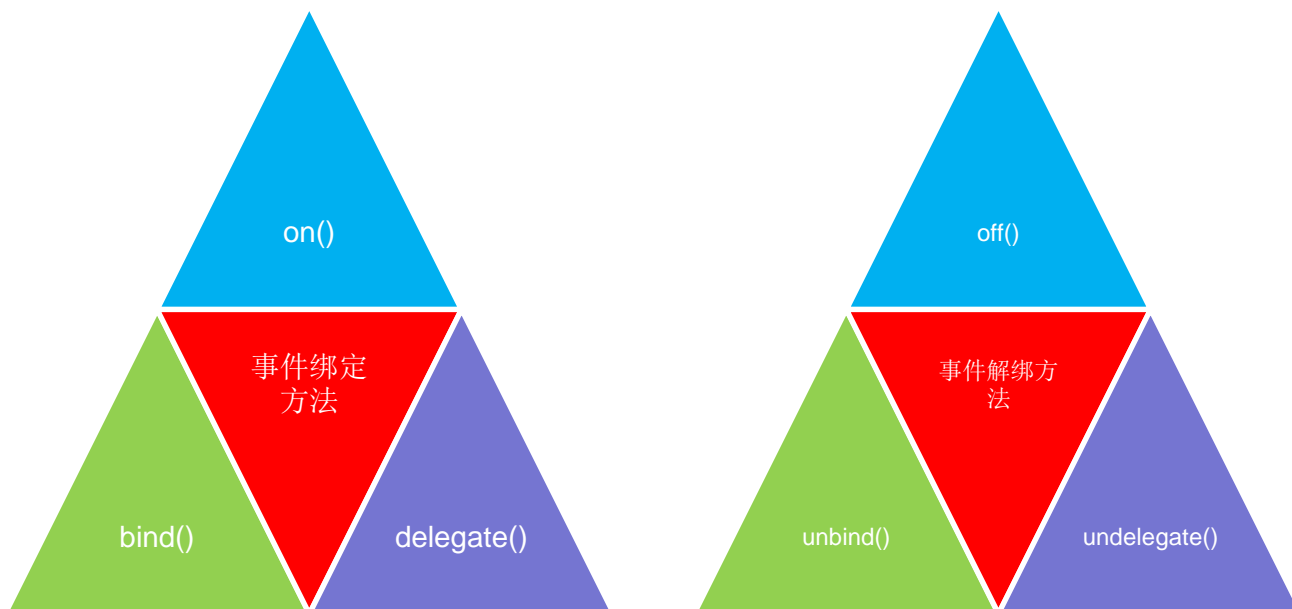 on()
事件绑定
方法
bind()
delegate()
off()
事件解绑方
法
unbind()
undelegate()